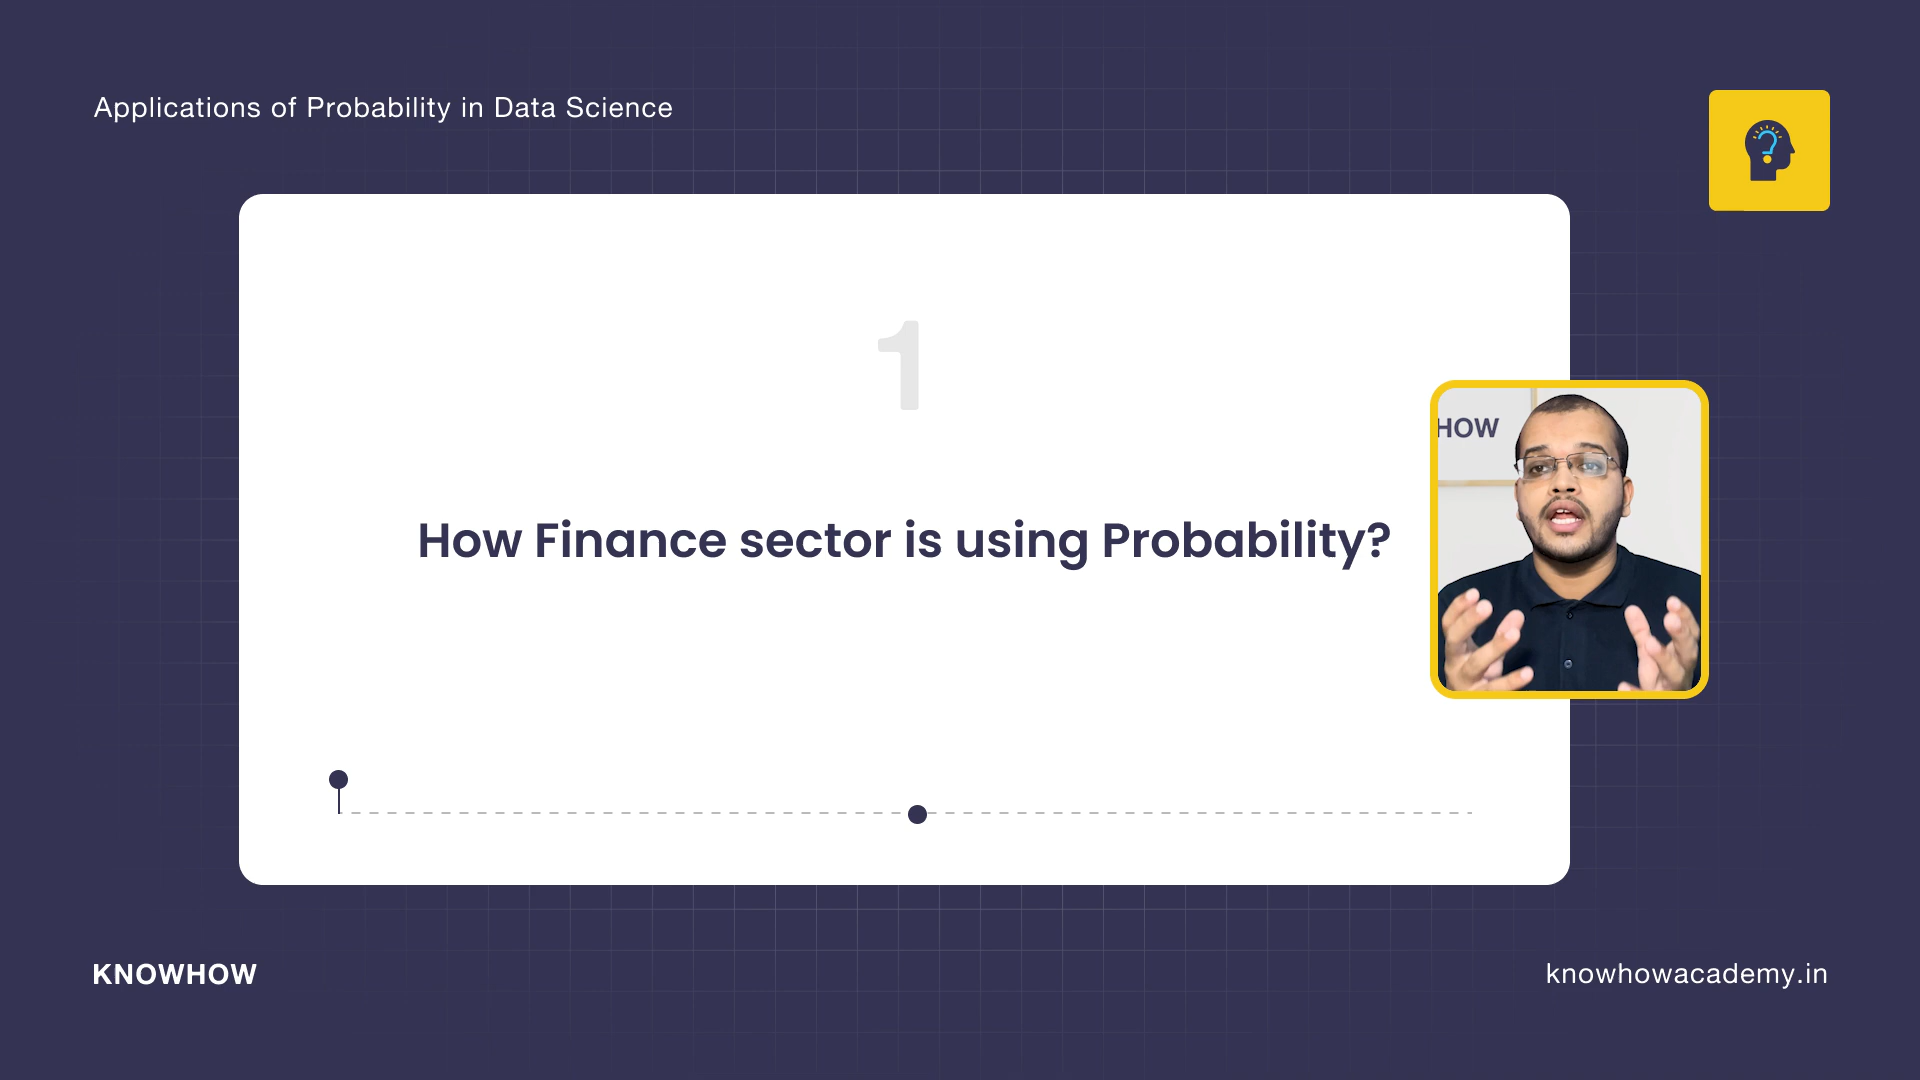 Applications of Probability in Data Science
1
How Finance sector is using Probability?
HOW
KNOWHOW
knowhowacademy.in